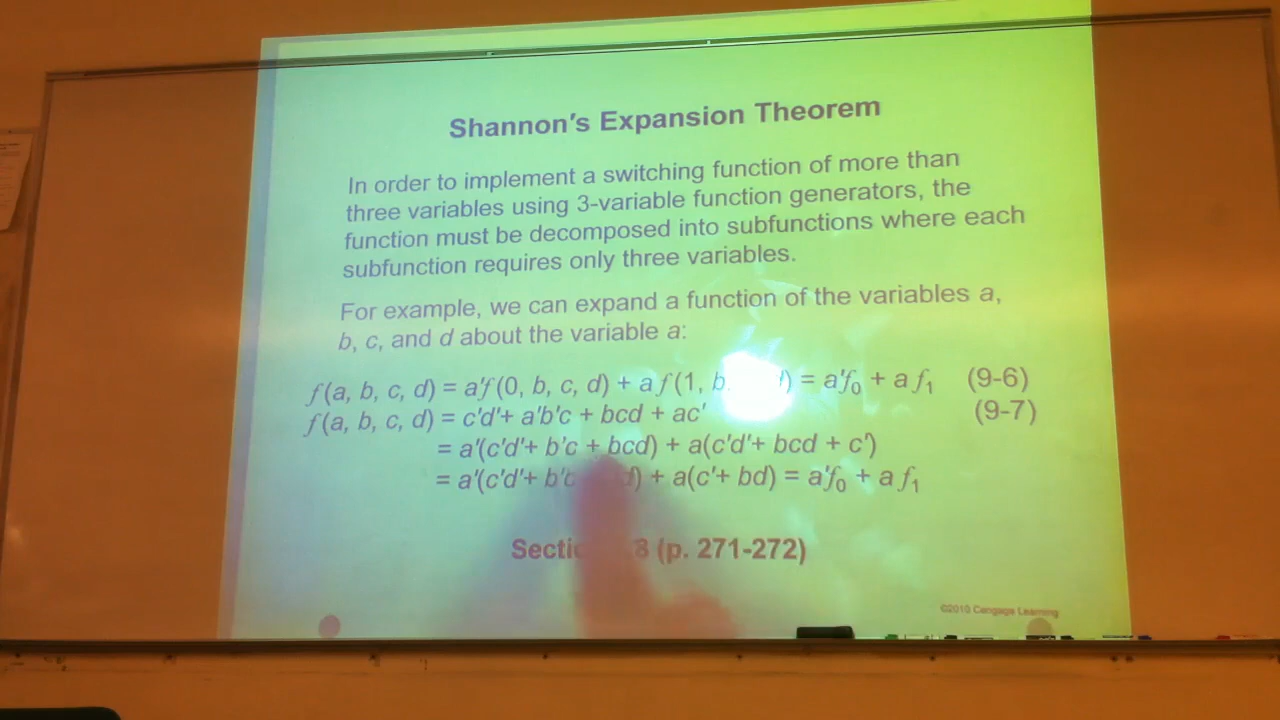 Shannon's Expansion Theorem
In order to implement a switching function of more than
three variables using 3-variable function generators, the
function must be decomposed into subfunctions where each
subfunction requires only three variables.
For example, we can expand a function of the variables a,
b, c, and d about the variable a:
f(a, b, c, d) = a'f(0, b, c, d) + a f(1, b, ) = a'f₀ + a f₁ (9-6)
f(a, b, c, d) = c'd'+ a'b'c + bcd + ac' (9-7)
= a'(c'd'+ b'c + bcd) + a(c'd'+ bcd + c')
= a'(c'd'+ b'c ) + a(c'+ bd) = a'f₀ + a f₁
8 (p. 271-272)
©2010 Cengage Learning